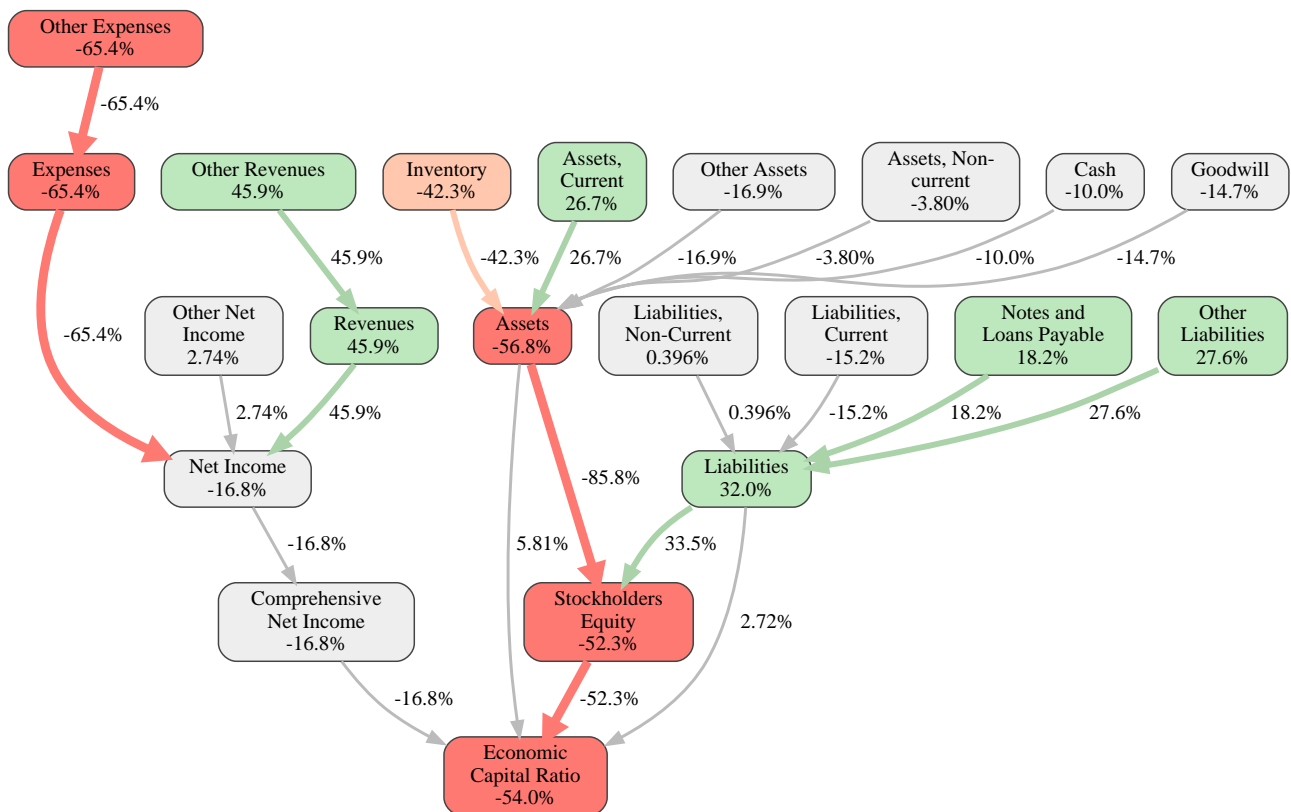 Other Expenses
-65.4%
-65.4%
Expenses
-65.4%
Other Revenues
45.9%
Inventory
-42.3%
Assets,
Current
26.7%
Other Assets
-16.9%
Assets, Non-
current
-3.80%
Cash
-10.0%
Goodwill
-14.7%
45.9%
-42.3%
26.7%
-16.9%
-3.80%
-10.0%
-14.7%
-65.4%
Other Net
Income
2.74%
Revenues
45.9%
Assets
-56.8%
Liabilities,
Non-Current
0.396%
Liabilities,
Current
-15.2%
Notes and
Loans Payable
18.2%
Other
Liabilities
27.6%
2.74%
45.9%
0.396%
-15.2%
18.2%
27.6%
Net Income
-16.8%
-85.8%
Liabilities
32.0%
-16.8%
5.81%
33.5%
Comprehensive
Net Income
-16.8%
Stockholders
Equity
-52.3%
2.72%
-16.8%
-52.3%
Economic
Capital Ratio
-54.0%